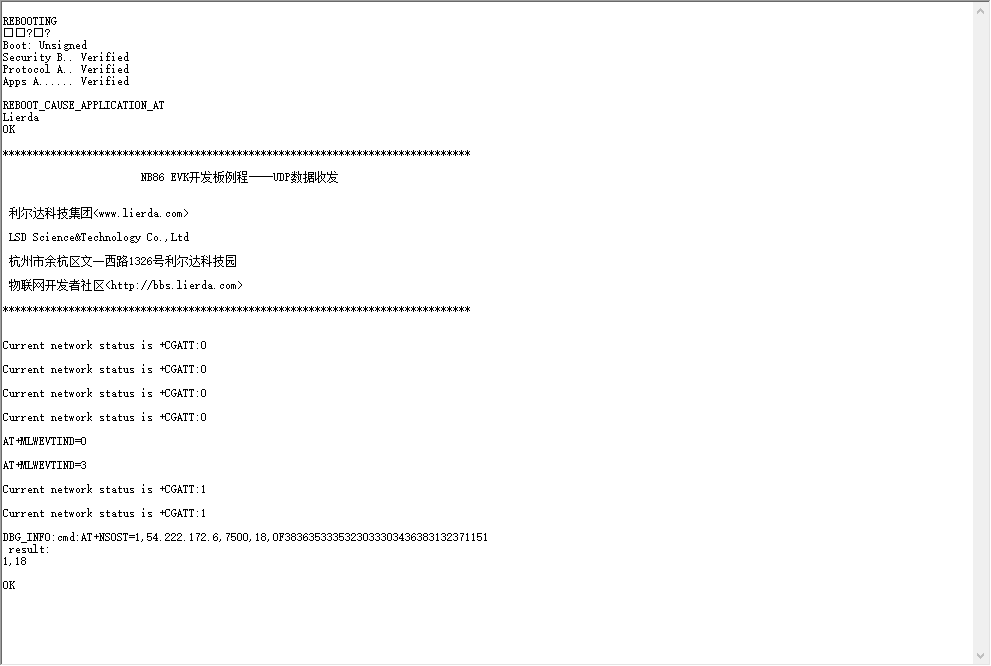 REBOOTING
□□?□?
Boot: Unsigned
Security B.. Verified
Protocol A.. Verified
Apps A...... Verified
REBOOT_CAUSE_APPLICATION_AT
Lierda
OK
******************************************************************************
NB86 EVK开发板例程——UDP数据收发
利尔达科技集团<www.lierda.com>
LSD Science&Technology Co.,Ltd
杭州市余杭区文一西路1326号利尔达科技园
物联网开发者社区<http://bbs.lierda.com>
******************************************************************************
Current network status is +CGATT:0
Current network status is +CGATT:0
Current network status is +CGATT:0
Current network status is +CGATT:0
AT+MLWEVTIND=0
AT+MLWEVTIND=3
Current network status is +CGATT:1
Current network status is +CGATT:1
DBG_INFO:cmd:AT+NSOST=1,54.222.172.6,7500,18,0F383635333532303330343638313237​1151
result:
1,18
OK